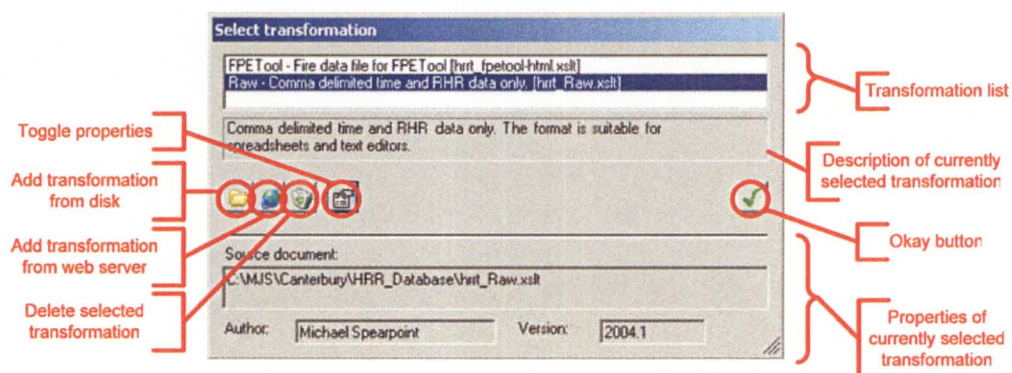 Select transformation
FPETool - Fire data file for FPETool [hrrt_fpetool-html.xslt]
Raw - Comma delimited time and RHR data only. [hrrt_Raw.xslt]
Transformation list
Comma delimited time and RHR data only. The format is suitable for
spreadsheets and text editors.
Description of currently
selected transformation
Toggle properties
Add transformation
from disk
Add transformation
from web server
Delete selected
transformation
Okay button
Source document:
C:\MJS\Canterbury\HRR_Database\hrrt_Raw.xslt
Author:
Michael Spearpoint
Version:
2004.1
Properties of
currently selected
transformation